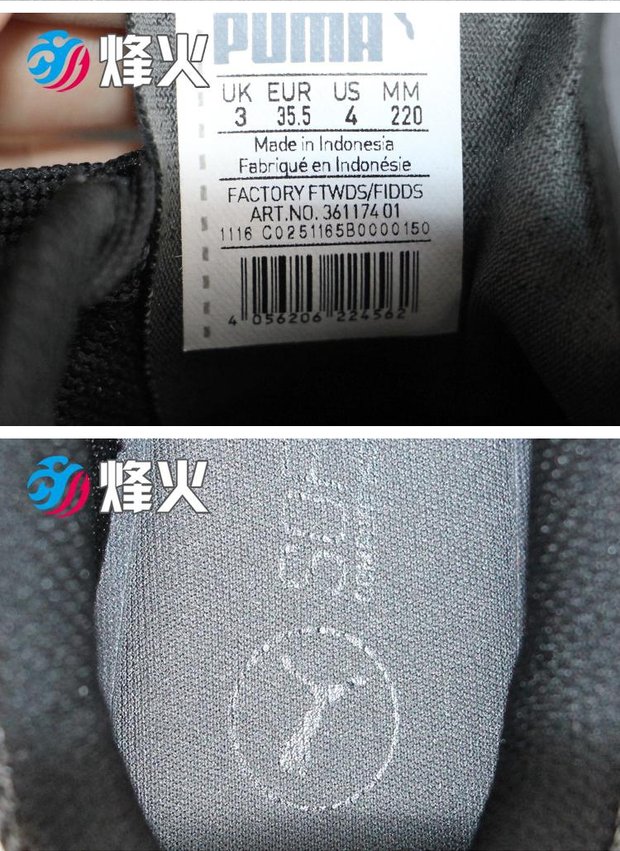 烽火
PUMA
UK EUR US MM
3 35.5 4 220
Made in Indonesia
Fabriqué en Indonésie
FACTORY FTWDS/FIDDS
ART.NO. 361174 01
1116 C0251165B0000150
4 056206 224562
烽火